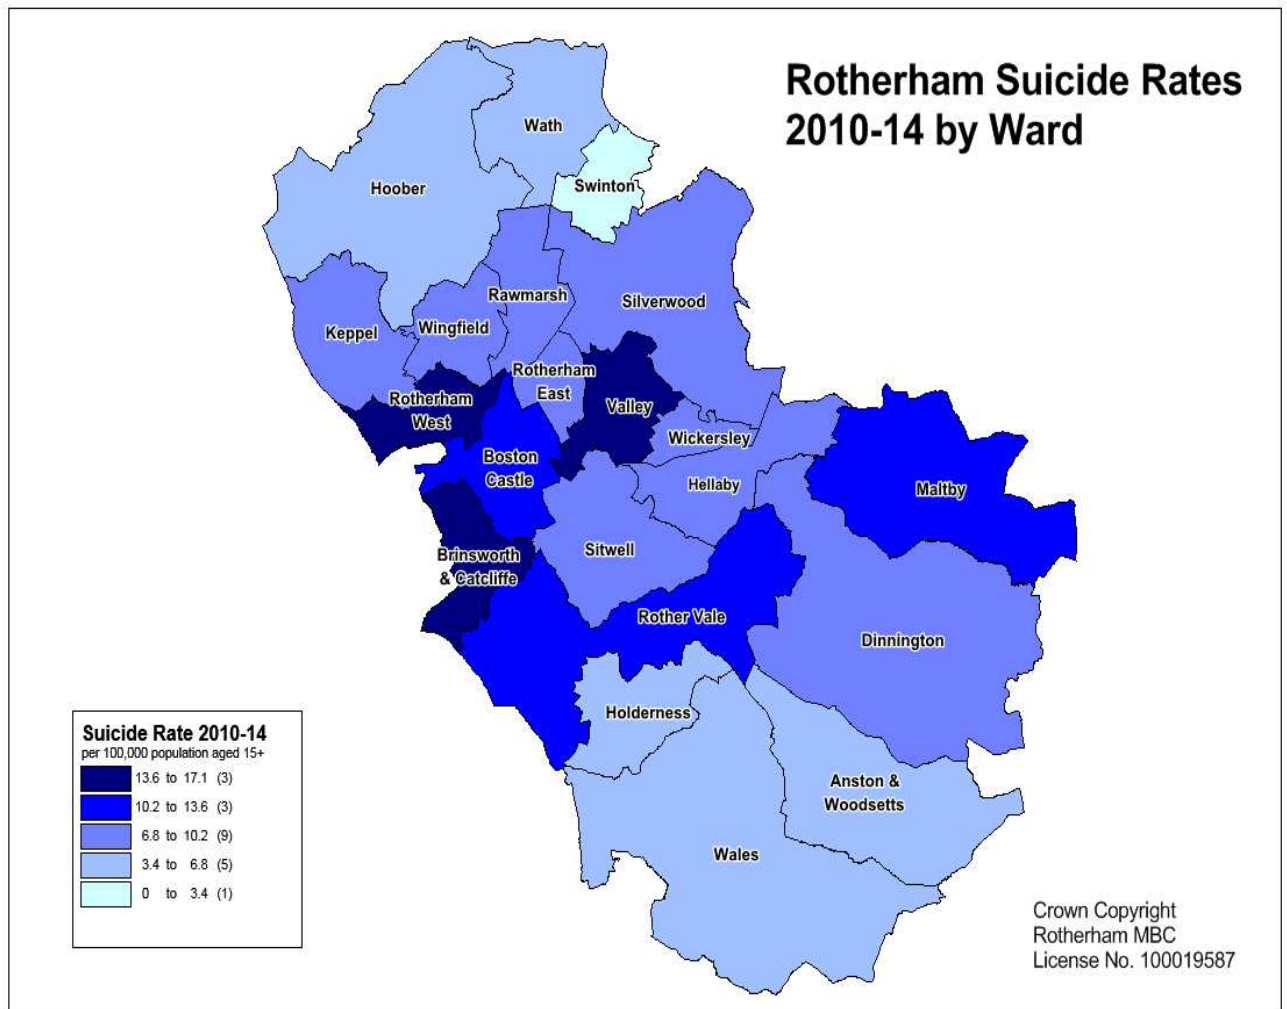 Rotherham Suicide Rates
2010-14 by Ward
Wath
Swinton
Hoober
Rawmarsh
Silverwood
Keppel
Wingfield
Rotherham
East
Rotherham
West
Valley
Wickersley
Boston
Castle
Hellaby
Maltby
Sitwell
Brinsworth
& Catcliffe
Rother Vale
Dinnington
Holderness
Anston &
Woodsetts
Wales
Suicide Rate 2010-14
per 100,000 population aged 15+
13.6 to 17.1 (3)
10.2 to 13.6 (3)
6.8 to 10.2 (9)
3.4 to 6.8 (5)
0 to 3.4 (1)
Crown Copyright
Rotherham MBC
License No. 100019587